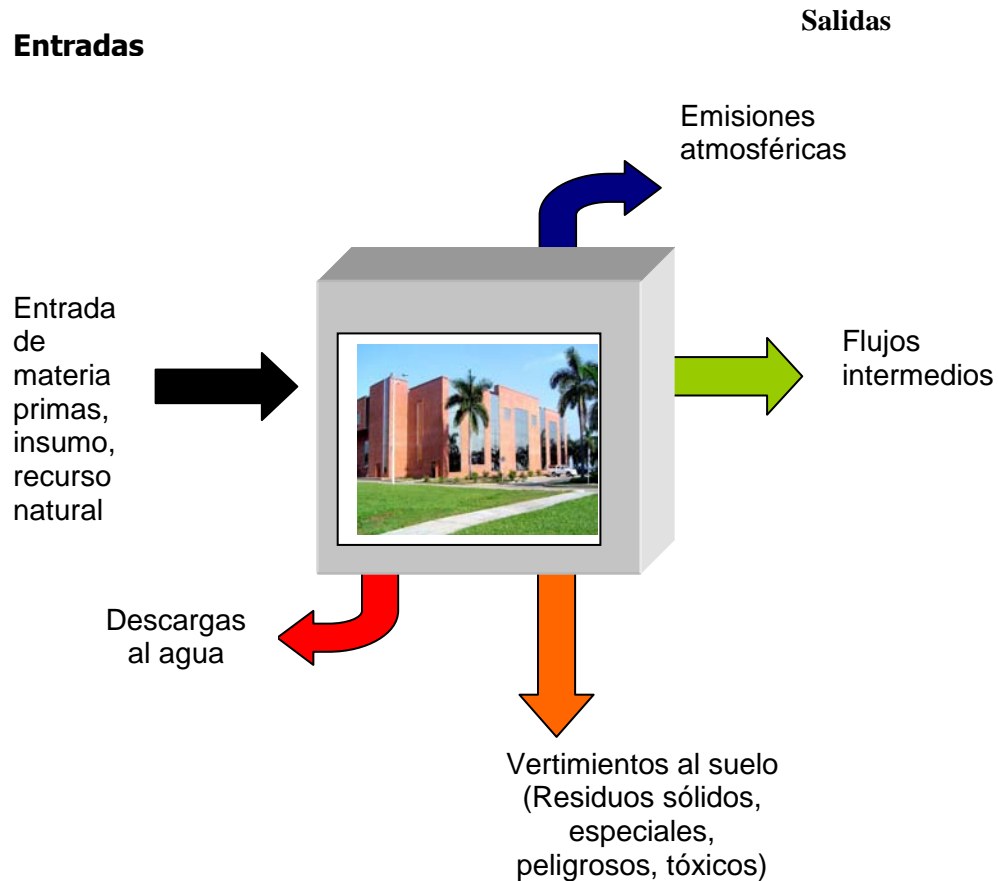 Salidas
Entradas
Emisiones
atmosféricas
Entrada
de
materia
primas,
insumo,
recurso
natural
Flujos
intermedios
Descargas
al agua
Vertimientos al suelo
(Residuos sólidos,
especiales,
peligrosos, tóxicos)